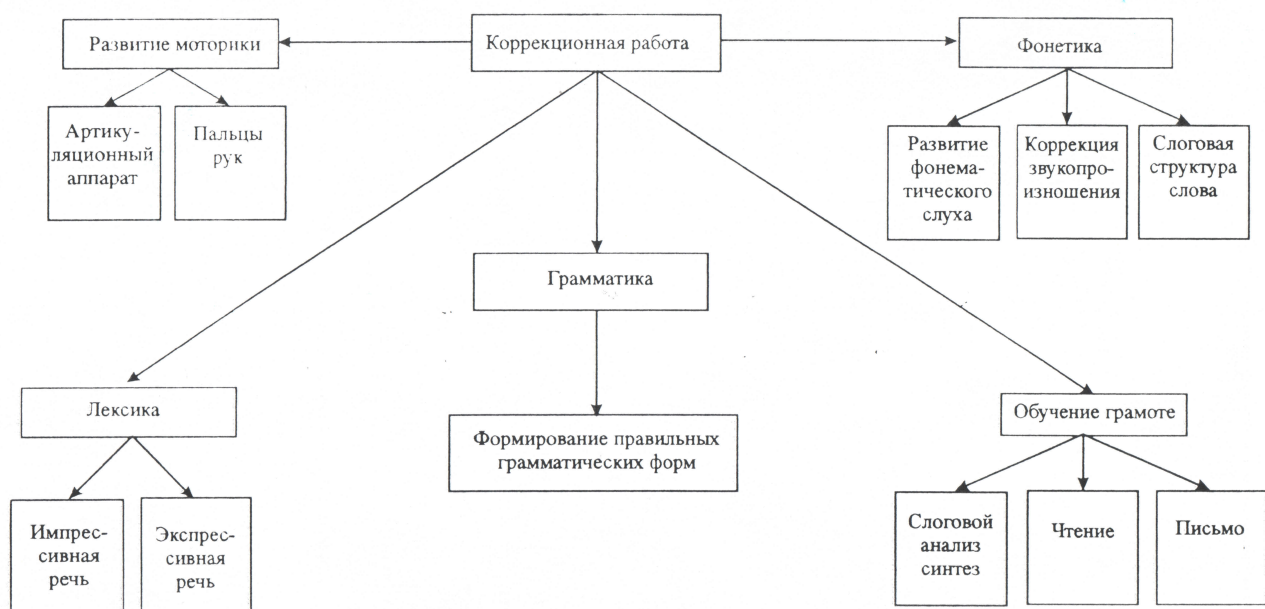 Развитие моторики
Коррекционная работа
Фонетика
Артику-
ляционный
аппарат
Пальцы
рук
Развитие
фонема-
тического
слуха
Коррекция
звукопро-
изношения
Слоговая
структура
слова
Грамматика
Лексика
Формирование правильных
грамматических форм
Обучение грамоте
Импрес-
сивная
речь
Экспрес-
сивная
речь
Слоговой
анализ
синтез
Чтение
Письмо